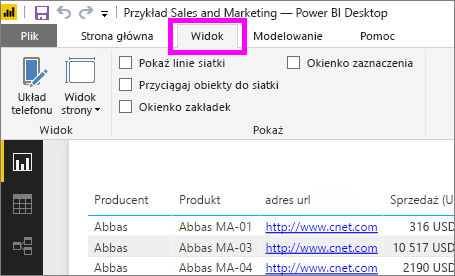 Przykład Sales and Marketing — Power BI Desktop
Plik Strona główna Widok Modelowanie Pomoc
Układ telefonu
Widok strony
Pokaż linie siatki
Przyciągaj obiekty do siatki
Okienko zakładek
Okienko zaznaczenia
Widok Pokaż
Producent Produkt adres url Sprzedaż (U
Abbas Abbas MA-01 http://www.cnet.com 316 USD
Abbas Abbas MA-03 http://www.cnet.com 10 517 USD
Abbas Abbas MA-04 http://www.cnet.com 2190 USD